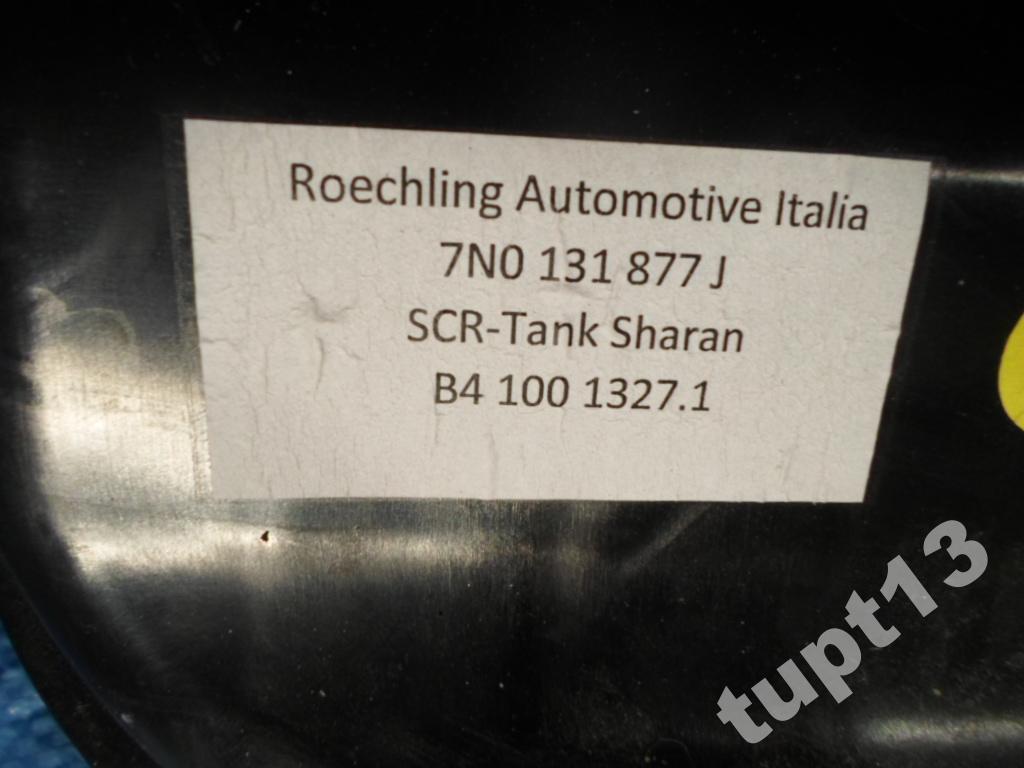 Roechling Automotive Italia
7N0 131 877 J
SCR-Tank Sharan
B4 100 1327.1
tupt13